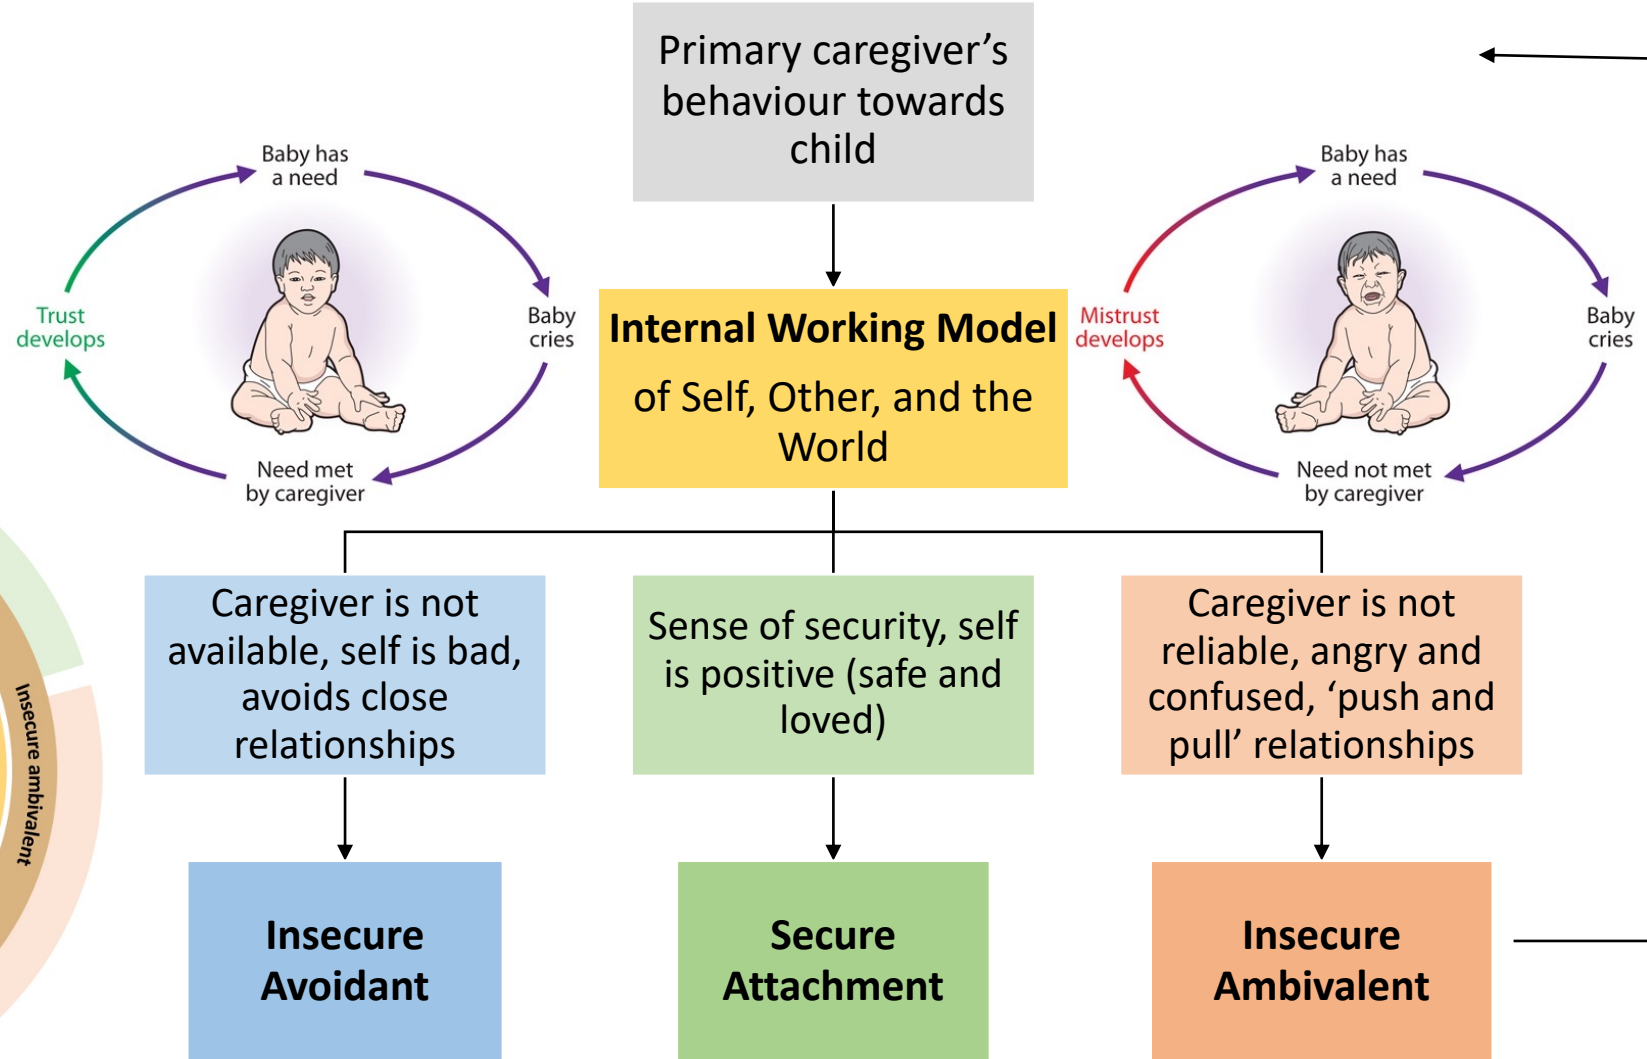 Primary caregiver’s
behaviour towards
child
Baby has
a need
Baby
cries
Need met
by caregiver
Trust
develops
Internal Working Model
of Self, Other, and the
World
Baby has
a need
Baby
cries
Need not met
by caregiver
Mistrust
develops
Caregiver is not
available, self is bad,
avoids close
relationships
Sense of security, self
is positive (safe and
loved)
Caregiver is not
reliable, angry and
confused, ‘push and
pull’ relationships
Insecure ambivalent
Insecure
Avoidant
Secure
Attachment
Insecure
Ambivalent